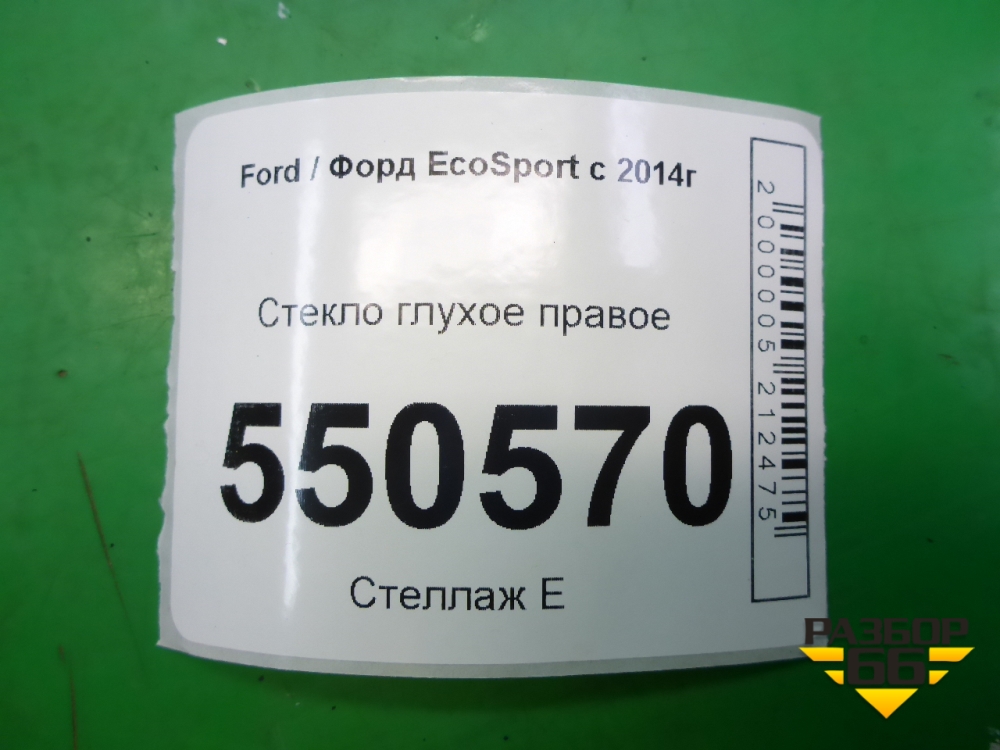 Ford / Форд EcoSport с 2014г
Стекло глухое правое
550570
Стеллаж Е
2000005212475
РАЗБОР
66